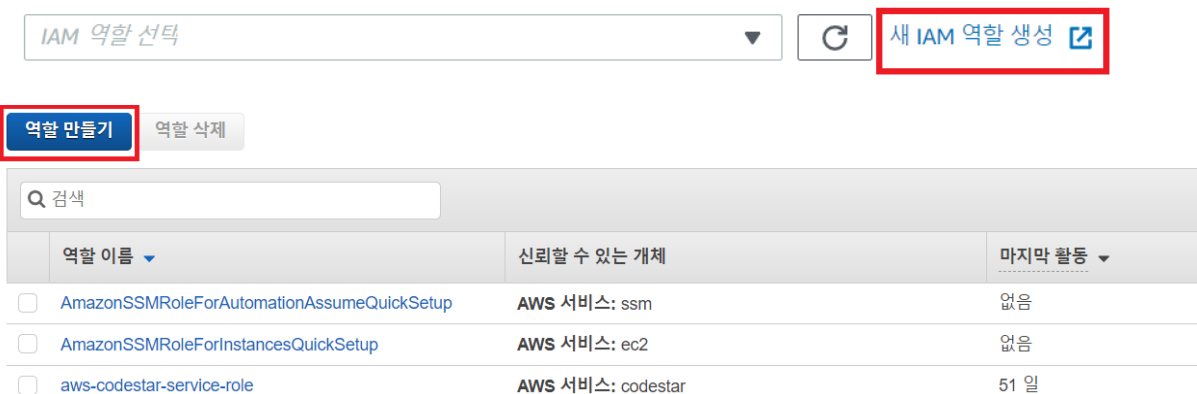 IAM 역할 선택
새 IAM 역할 생성
역할 만들기 역할 삭제
검색
역할 이름 신뢰할 수 있는 개체 마지막 활동
AmazonSSMRoleForAutomationAssumeQuickSetup AWS 서비스: ssm 없음
AmazonSSMRoleForInstancesQuickSetup AWS 서비스: ec2 없음
aws-codestar-service-role AWS 서비스: codestar 51 일